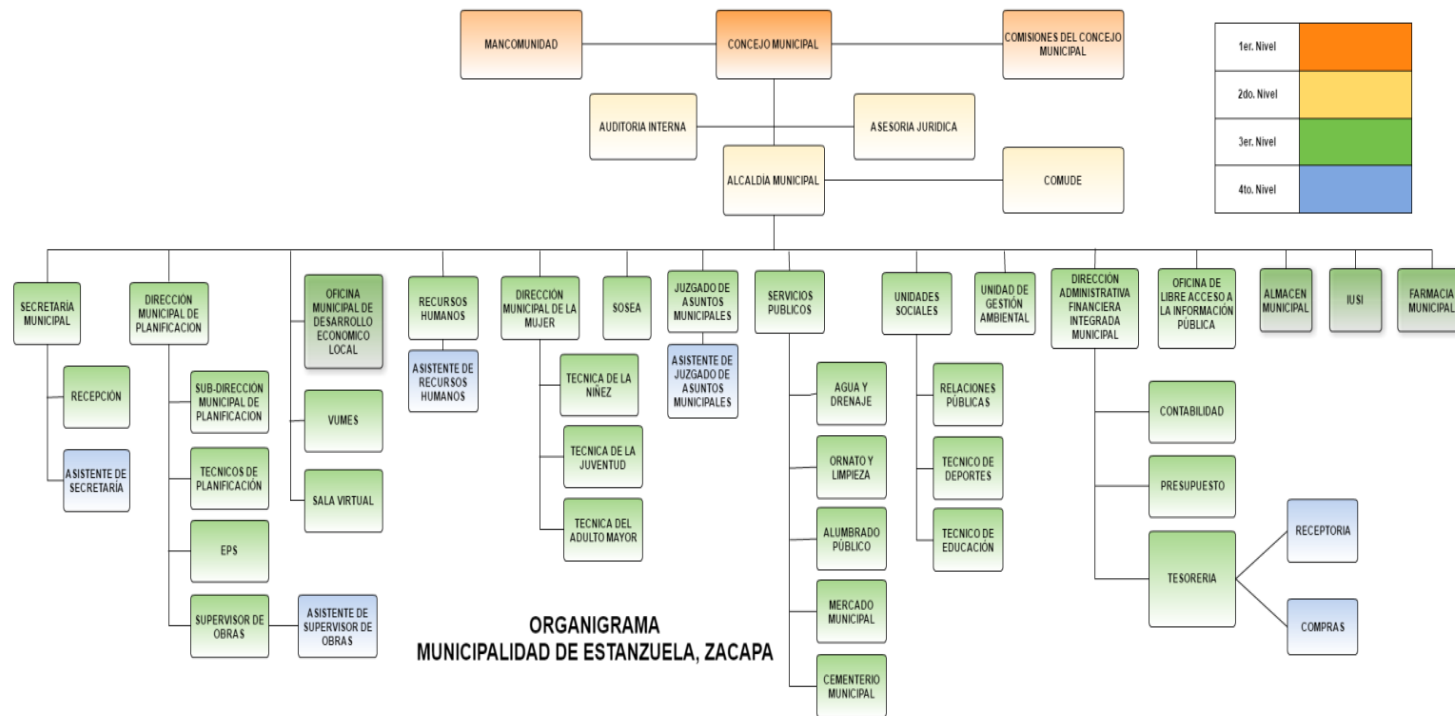 MANCOMUNIDAD
CONCEJO MUNICIPAL
COMISIONES DEL CONCEJO
MUNICIPAL
1er. Nivel
2do. Nivel
3er. Nivel
4to. Nivel
AUDITORIA INTERNA
ASESORIA JURIDICA
ALCALDÍA MUNICIPAL
COMUDE
SECRETARÍA
MUNICIPAL
DIRECCIÓN
MUNICIPAL DE
PLANIFICACION
OFICINA
MUNICIPAL DE
DESARROLLO
ECONOMICO
LOCAL
RECURSOS
HUMANOS
DIRECCIÓN
MUNICIPAL DE LA
MUJER
SOSEA
JUZGADO DE
ASUNTOS
MUNICIPALES
SERVICIOS
PUBLICOS
UNIDADES
SOCIALES
UNIDAD DE
GESTIÓN
AMBIENTAL
DIRECCIÓN
ADMINISTRATIVA
FINANCIERA
INTEGRADA
MUNICIPAL
OFICINA DE
LIBRE ACCESO A
LA INFORMACIÓN
PÚBLICA
ALMACEN
MUNICIPAL
IUSI
FARMACIA
MUNICIPAL
RECEPCIÓN
ASISTENTE DE
SECRETARÍA
SUB-DIRECCIÓN
MUNICIPAL DE
PLANIFICACION
TECNICOS DE
PLANIFICACIÓN
EPS
SUPERVISOR DE
OBRAS
ASISTENTE DE
SUPERVISOR DE
OBRAS
VUMES
SALA VIRTUAL
ASISTENTE DE
RECURSOS
HUMANOS
TECNICA DE LA
NIÑEZ
TECNICA DE LA
JUVENTUD
TECNICA DEL
ADULTO MAYOR
ASISTENTE DE
JUZGADO DE
ASUNTOS
MUNICIPALES
AGUA Y
DRENAJE
ORNATO Y
LIMPIEZA
ALUMBRADO
PÚBLICO
MERCADO
MUNICIPAL
CEMENTERIO
MUNICIPAL
RELACIONES
PÚBLICAS
TECNICO DE
DEPORTES
TECNICO DE
EDUCACIÓN
CONTABILIDAD
PRESUPUESTO
TESORERIA
RECEPTORIA
COMPRAS
ORGANIGRAMA
MUNICIPALIDAD DE ESTANZUELA, ZACAPA